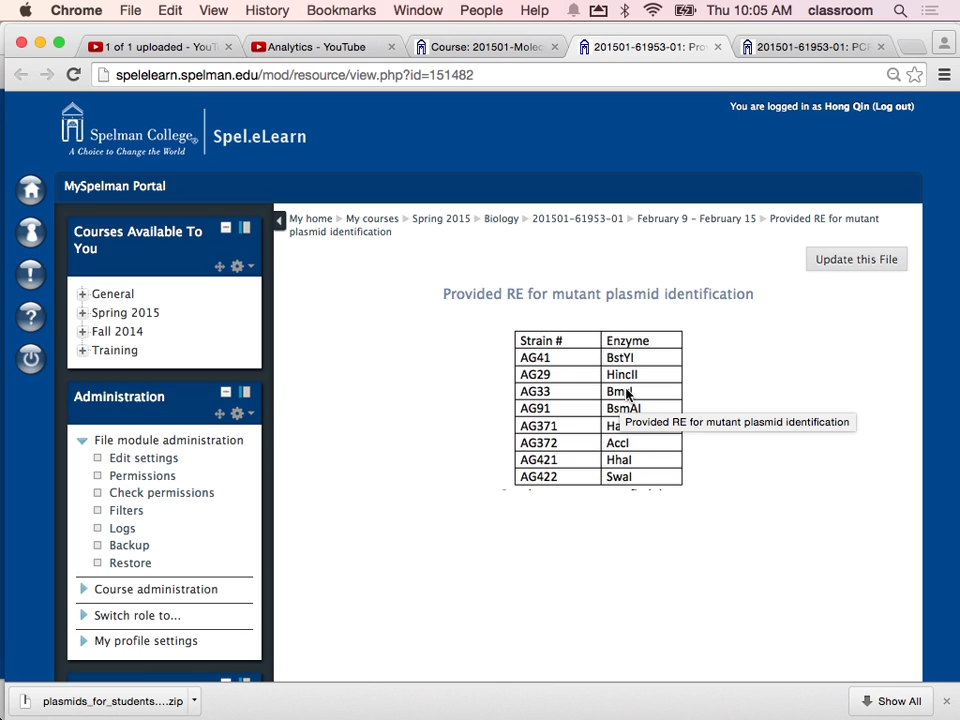 Chrome File Edit View History Bookmarks Window People Help Thu 10:05 AM classroom
1 of 1 uploaded - YouT
Analytics - YouTube
Course: 201501-Molec
201501-61953-01: Prov
201501-61953-01: PCR
spelelearn.spelman.edu/mod/resource/view.php?id=151482
You are logged in as Hong Qin (Log out)
Spelman College® Spel.eLearn
A Choice to Change the World
MySpelman Portal
Courses Available To
You
General
Spring 2015
Fall 2014
Training
Administration
File module administration
Edit settings
Permissions
Check permissions
Filters
Logs
Backup
Restore
Course administration
Switch role to...
My profile settings
My home My courses Spring 2015 Biology 201501-61953-01 February 9 - February 15 Provided RE for mutant
plasmid identification
Update this File
Provided RE for mutant plasmid identification
Strain # Enzyme
AG41 BstYI
AG29 HincII
AG33
AG91 BsmAI
Provided RE for mutant plasmid identification
AG371
AG372 AccI
AG421 HhaI
AG422 SwaI
plasmids_for_students....zip
Show All